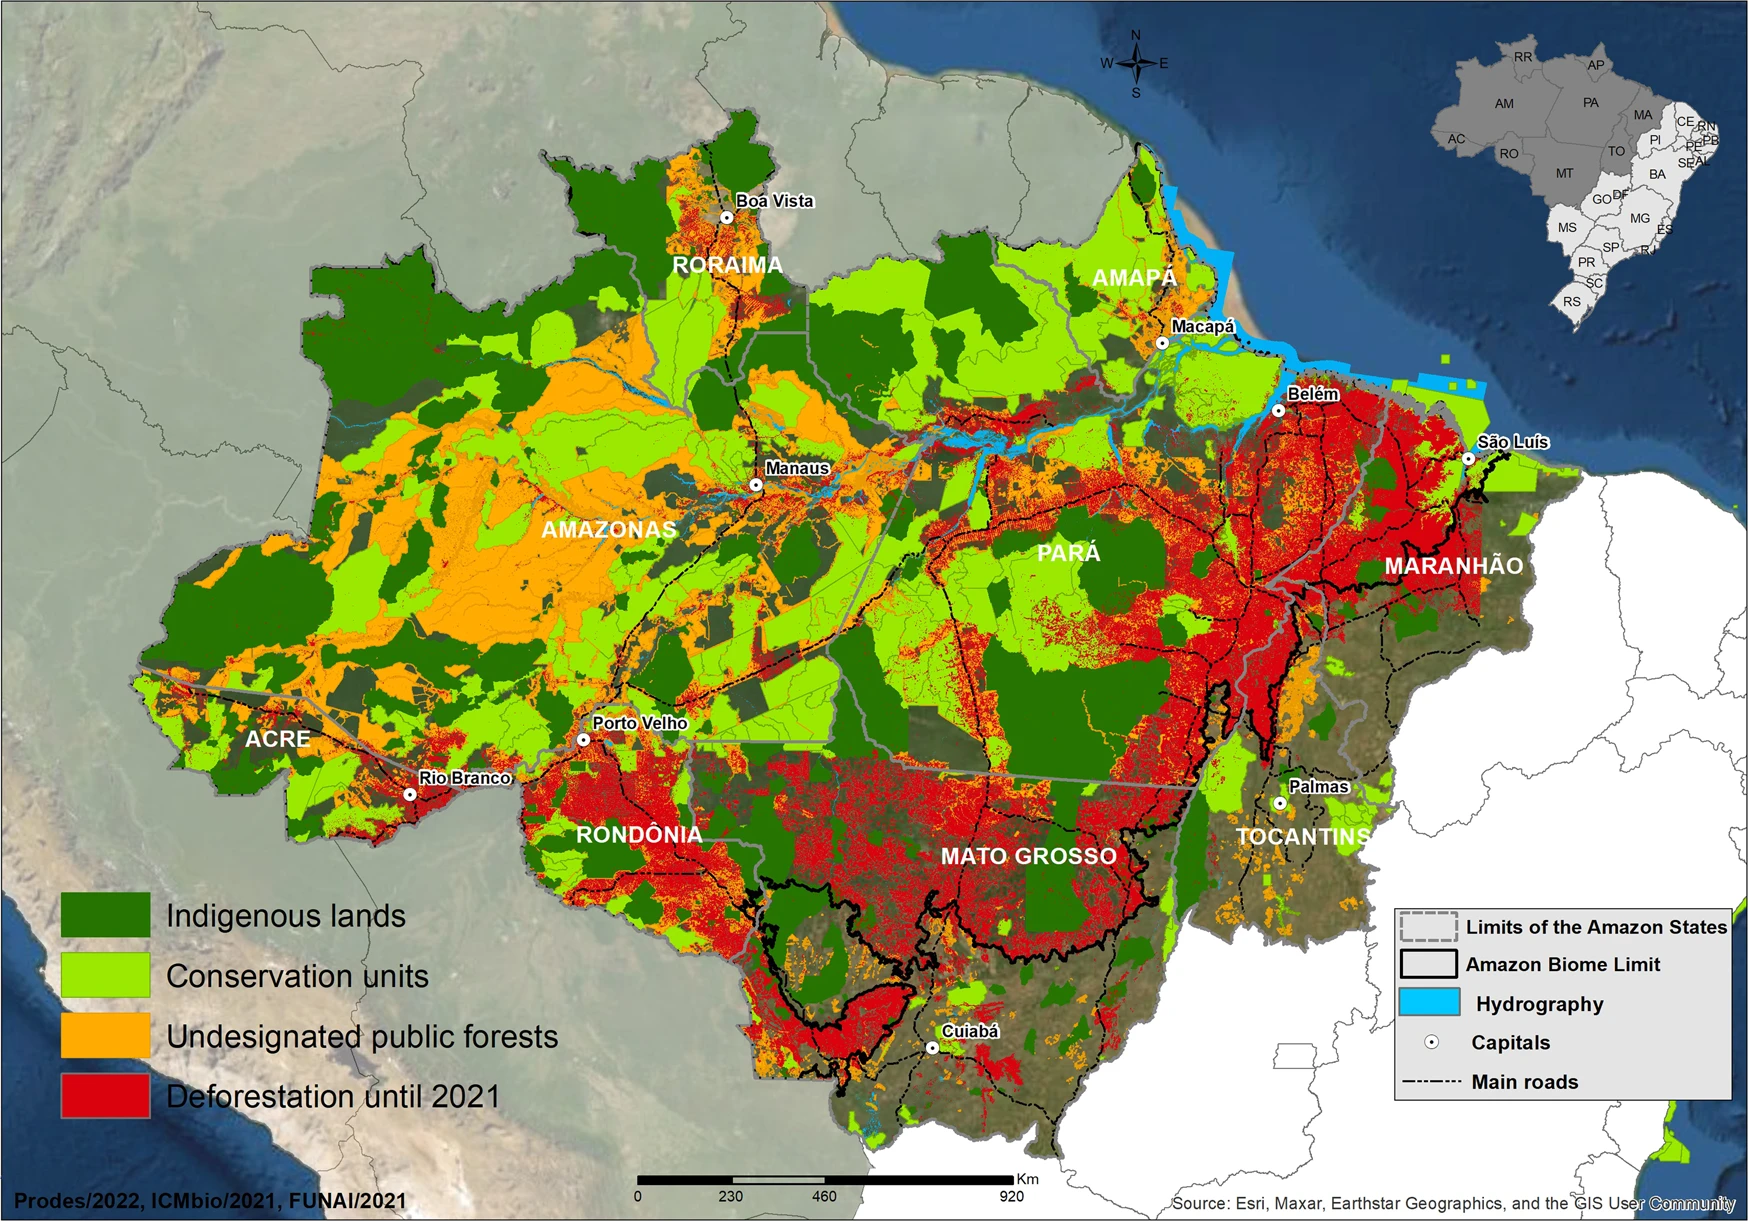 N
W E
S
RR
AP
AM
PA
MA
CE
RN
AC
PI
PB
PE
RO
TO
SE
AL
MT
BA
GO
DF
MG
MS
ES
SP
RJ
PR
SC
RS
Boa Vista
RORAIMA
AMAPÁ
Macapá
Belém
São Luís
Manaus
AMAZONAS
PARÁ
MARANHÃO
Porto Velho
ACRE
Rio Branco
Palmas
RONDÔNIA
TOCANTINS
MATO GROSSO
Cuiabá
Indigenous lands
Conservation units
Undesignated public forests
Deforestation until 2021
Limits of the Amazon States
Amazon Biome Limit
Hydrography
Capitals
Main roads
Km
0 230 460 920
Prodes/2022, ICMbio/2021, FUNAI/2021
Source: Esri, Maxar, Earthstar Geographics, and the GIS User Community